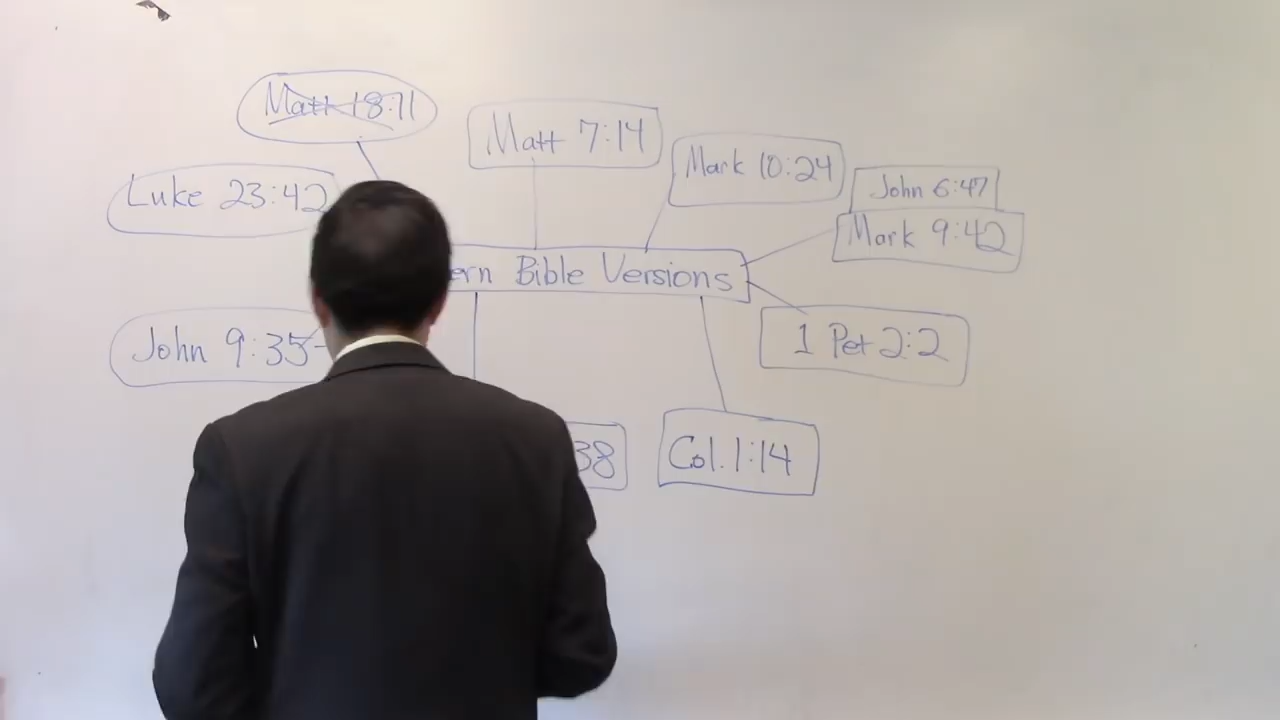 Matt 18:11
Matt 7:14
Mark 10:24
John 6:47
Luke 23:42
Mark 9:42
ern Bible Versions
John 9:35
1 Pet 2:2
38
Col. 1:14